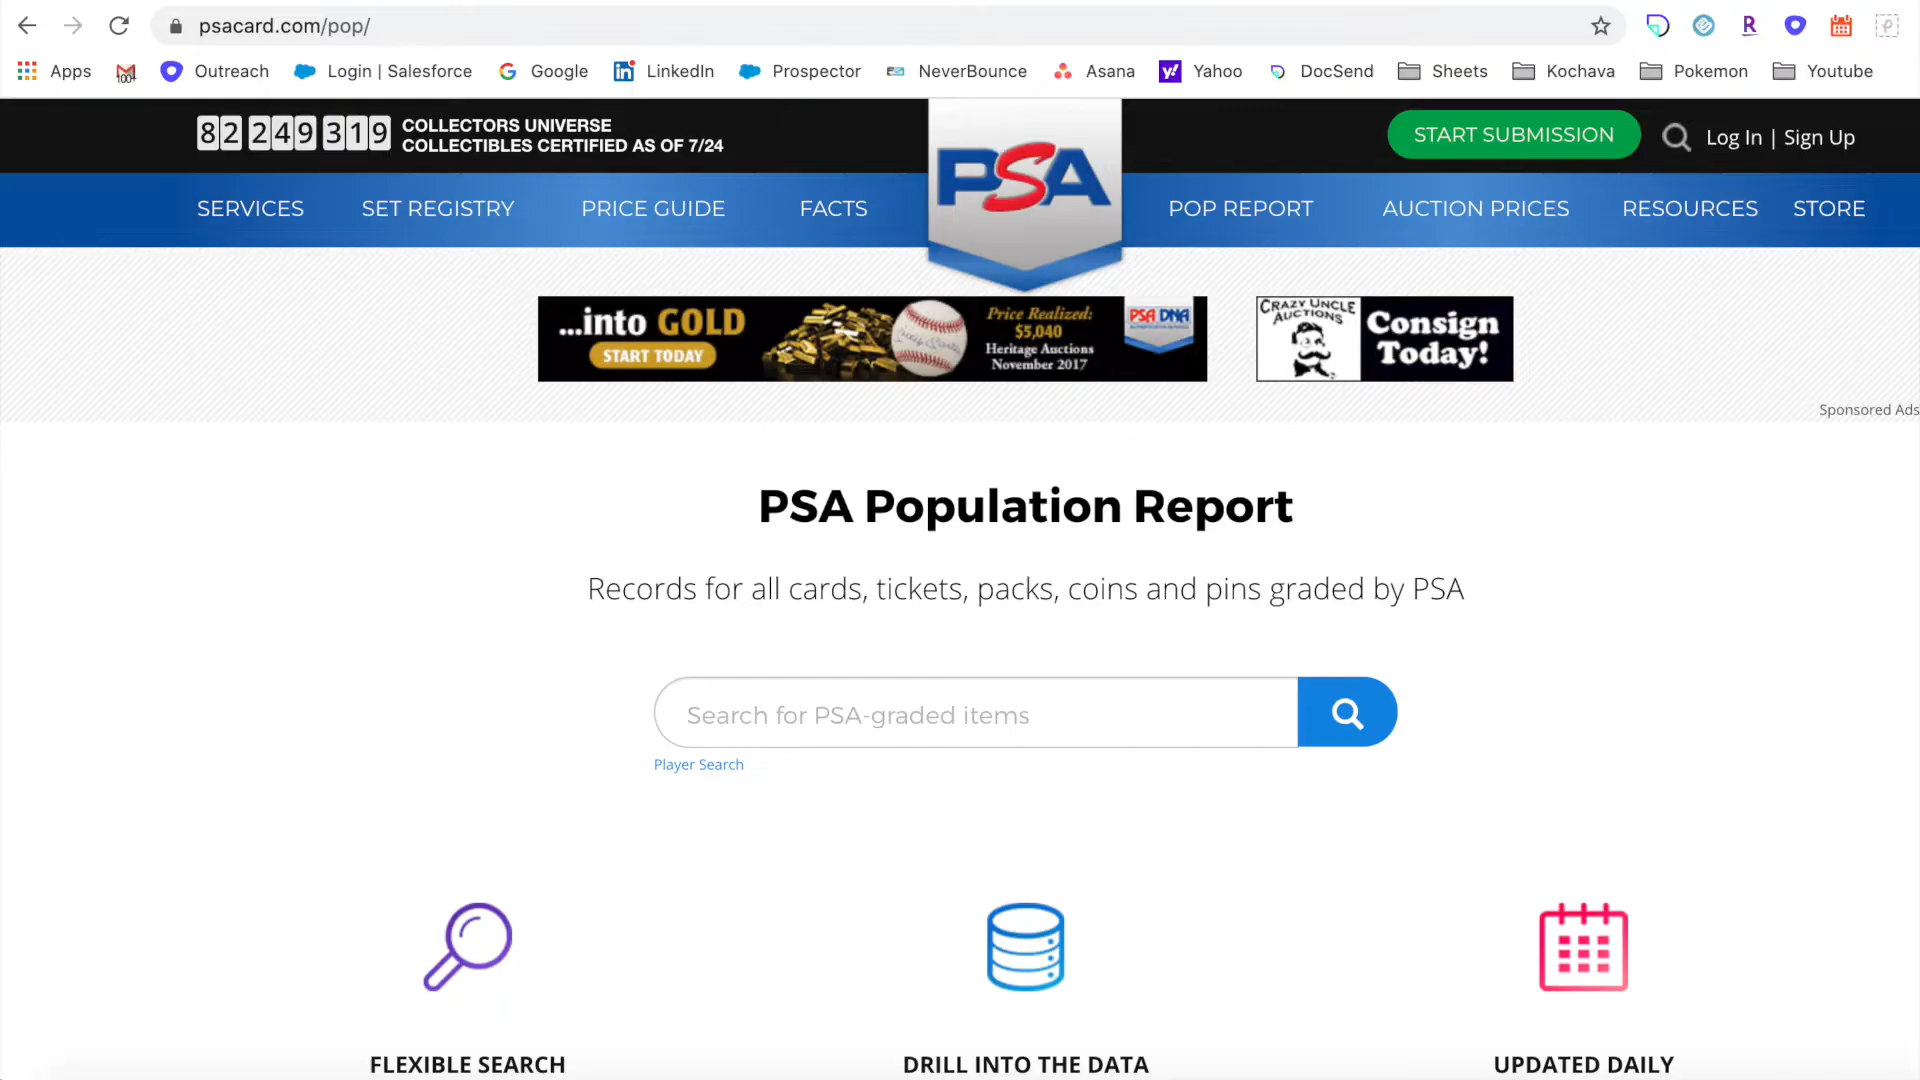 psacard.com/pop/
Apps
100+
Outreach
Login | Salesforce
Google
LinkedIn
Prospector
NeverBounce
Asana
Yahoo
DocSend
Sheets
Kochava
Pokemon
Youtube
82 249 319
COLLECTORS UNIVERSE
COLLECTIBLES CERTIFIED AS OF 7/24
PSA
START SUBMISSION
Log In | Sign Up
SERVICES
SET REGISTRY
PRICE GUIDE
FACTS
POP REPORT
AUCTION PRICES
RESOURCES
STORE
...into GOLD
START TODAY
Price Realized:
$5,040
Heritage Auctions
November 2017
PSA DNA
CRAZY UNCLE
AUCTIONS
Consign
Today!
Sponsored Ads
PSA Population Report
Records for all cards, tickets, packs, coins and pins graded by PSA
Search for PSA-graded items
Player Search
FLEXIBLE SEARCH
DRILL INTO THE DATA
UPDATED DAILY